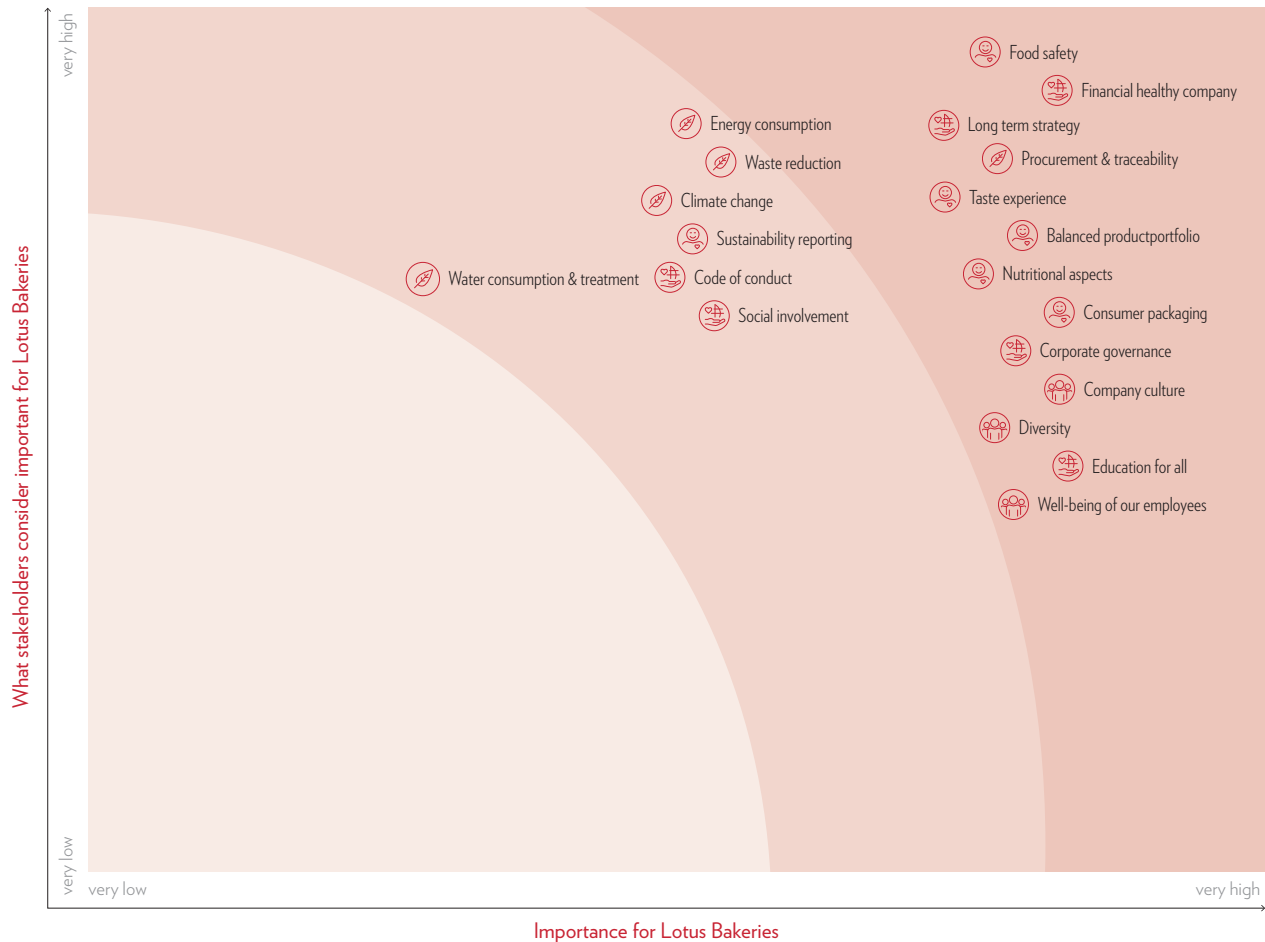 very high
Food safety
Financial healthy company
Energy consumption
Long term strategy
Waste reduction
Procurement & traceability
Climate change
Taste experience
Sustainability reporting
Balanced productportfolio
Water consumption & treatment
Code of conduct
Nutritional aspects
Social involvement
Consumer packaging
Corporate governance
Company culture
Diversity
Education for all
Well-being of our employees
What stakeholders consider important for Lotus Bakeries
very low
very low
very high
Importance for Lotus Bakeries